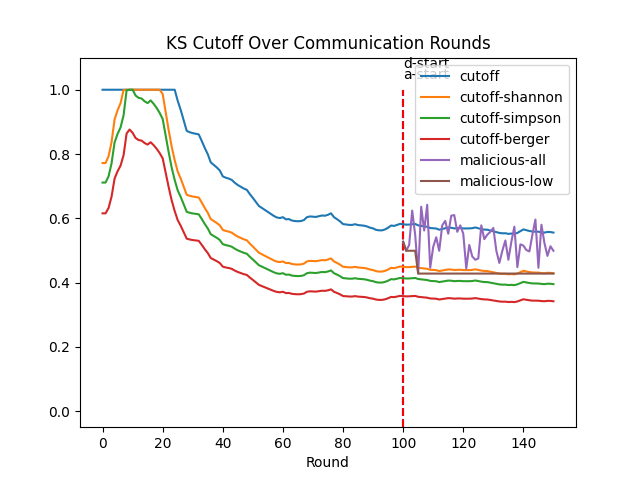 KS Cutoff Over Communication Rounds
d-start
a-start
cutoff
cutoff-shannon
cutoff-simpson
cutoff-berger
malicious-all
malicious-low
1.0
0.8
0.6
0.4
0.2
0.0
0 20 40 60 80 100 120 140
Round